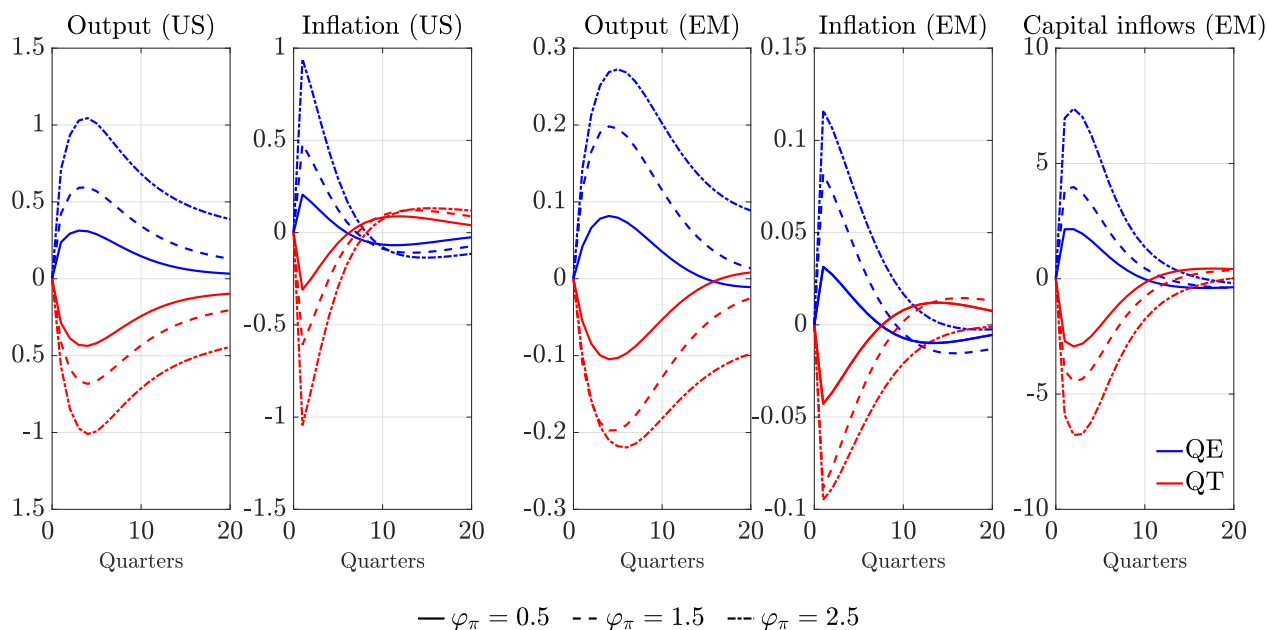 Output (US)
1.5
1
0.5
0
0.5
-1
1.5
0 10 20
Quarters
Inflation (US)
1
0.5
0
-0.5
-1
-1.5
0 10 20
Quarters
Output (EM)
0.3
0.2
0.1
0
-0.1
-0.2
-0.3
0 10 20
Quarters
Inflation (EM)
0.15
0.1
0.05
0
-0.05
-0.1
0 10 20
Quarters
Capital inflows (EM)
10
5
0
-5
-10
0 10 20
Quarters
QE
QT
φπ = 0.5 φπ = 1.5 φπ = 2.5